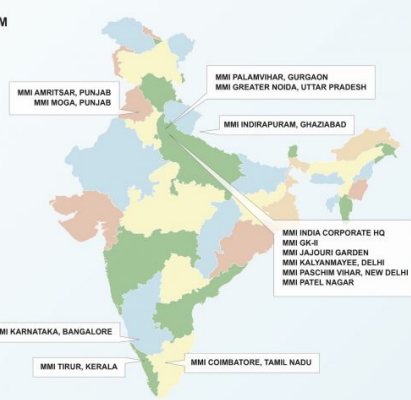 M
MMI PALAMVIHAR, GURGAON
MMI GREATER NOIDA, UTTAR PRADESH
MMI AMRITSAR, PUNJAB
MMI MOGA, PUNJAB
MMI INDIRAPURAM, GHAZIABAD
MMI INDIA CORPORATE HQ
MMI GK-II
MMI JAJOURI GARDEN
MMI KALYANMAYEE, DELHI
MMI PASCHIM VIHAR, NEW DELHI
MMI PATEL NAGAR
MI KARNATAKA, BANGALORE
MMI TIRUR, KERALA
MMI COIMBATORE, TAMIL NADU